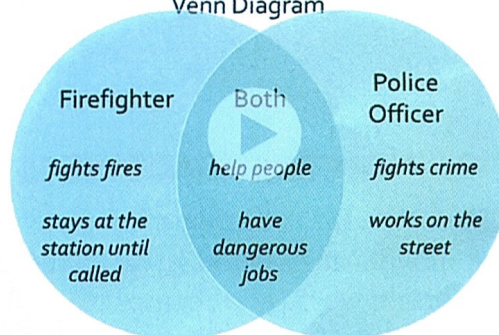 Venn Diagram
Firefighter
fights fires
stays at the
station until
called
Both
help people
have
dangerous
jobs
Police
Officer
fights crime
works on the
street